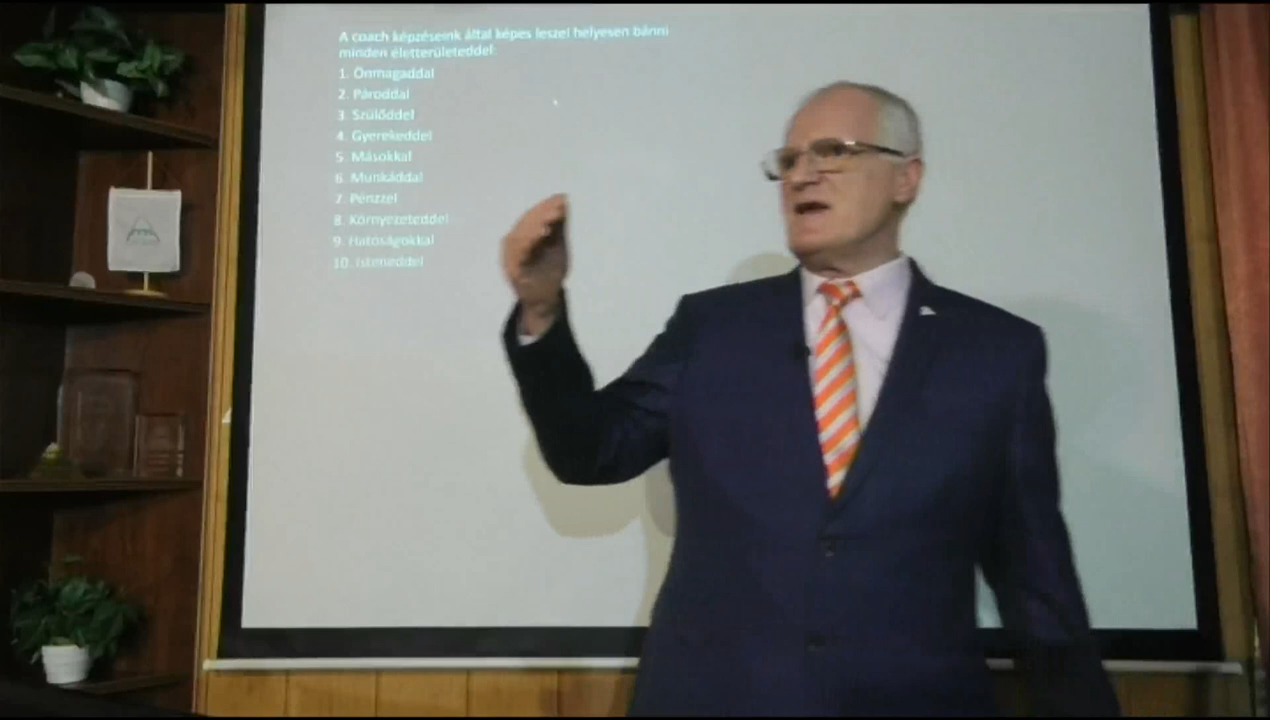 A coach képzéseink által képes leszel helyesen bánni
minden életterületeddel:
1. Önmagaddal
2. Pároddal
3. Szülőddel
4. Gyerekeddel
5. Másokkal
6. Munkáddal
7. Pénzzel
8. Környezeteddel
9. Hatóságokkal
10. Isteneddel